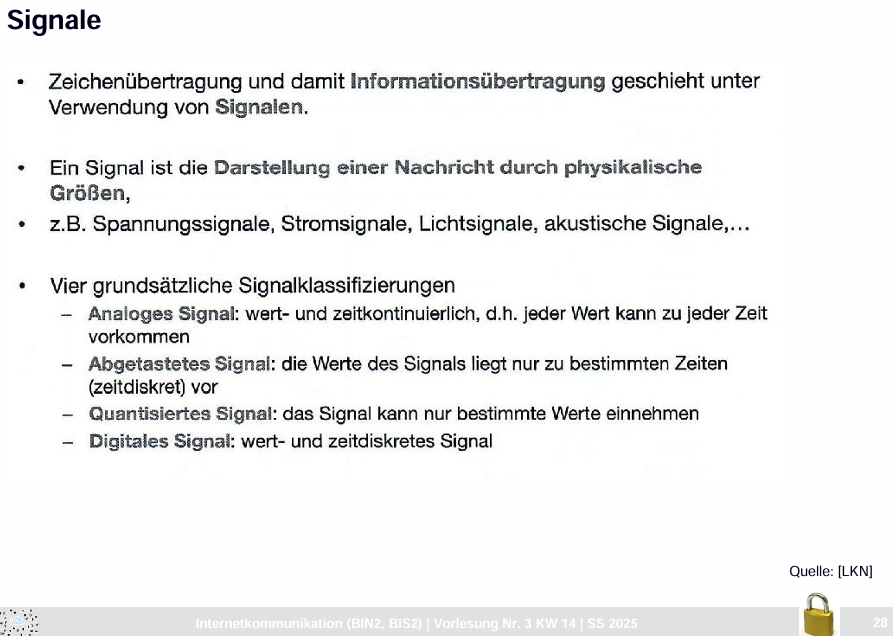 Signale
• Zeichenübertragung und damit Informationsübertragung geschieht unter
Verwendung von Signalen.
• Ein Signal ist die Darstellung einer Nachricht durch physikalische
Größen,
• z.B. Spannungssignale, Stromsignale, Lichtsignale, akustische Signale,...
• Vier grundsätzliche Signalklassifizierungen
– Analoges Signal: wert- und zeitkontinuierlich, d.h. jeder Wert kann zu jeder Zeit
vorkommen
– Abgetastetes Signal: die Werte des Signals liegt nur zu bestimmten Zeiten
(zeitdiskret) vor
– Quantisiertes Signal: das Signal kann nur bestimmte Werte einnehmen
– Digitales Signal: wert- und zeitdiskretes Signal
Quelle: [LKN]
Internetkommunikation (BIN2, BIS2) | Vorlesung Nr. 3 KW 14 | SS 2025
28